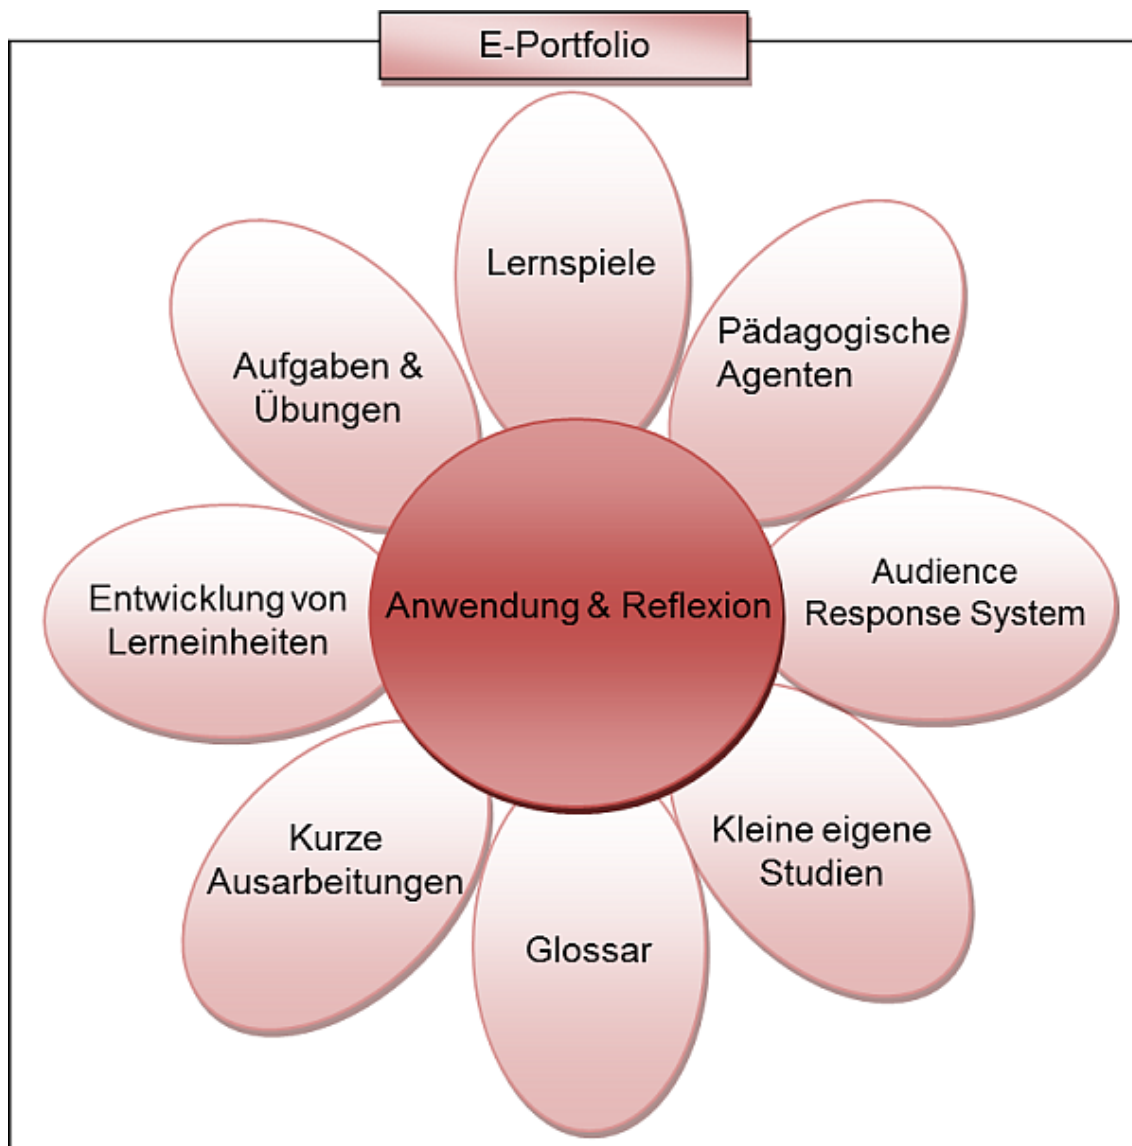 E-Portfolio
Lernspiele
Pädagogische
Agenten
Aufgaben &
Übungen
Audience
Response System
Entwicklung von
Lerneinheiten
Anwendung & Reflexion
Kleine eigene
Studien
Kurze
Ausarbeitungen
Glossar